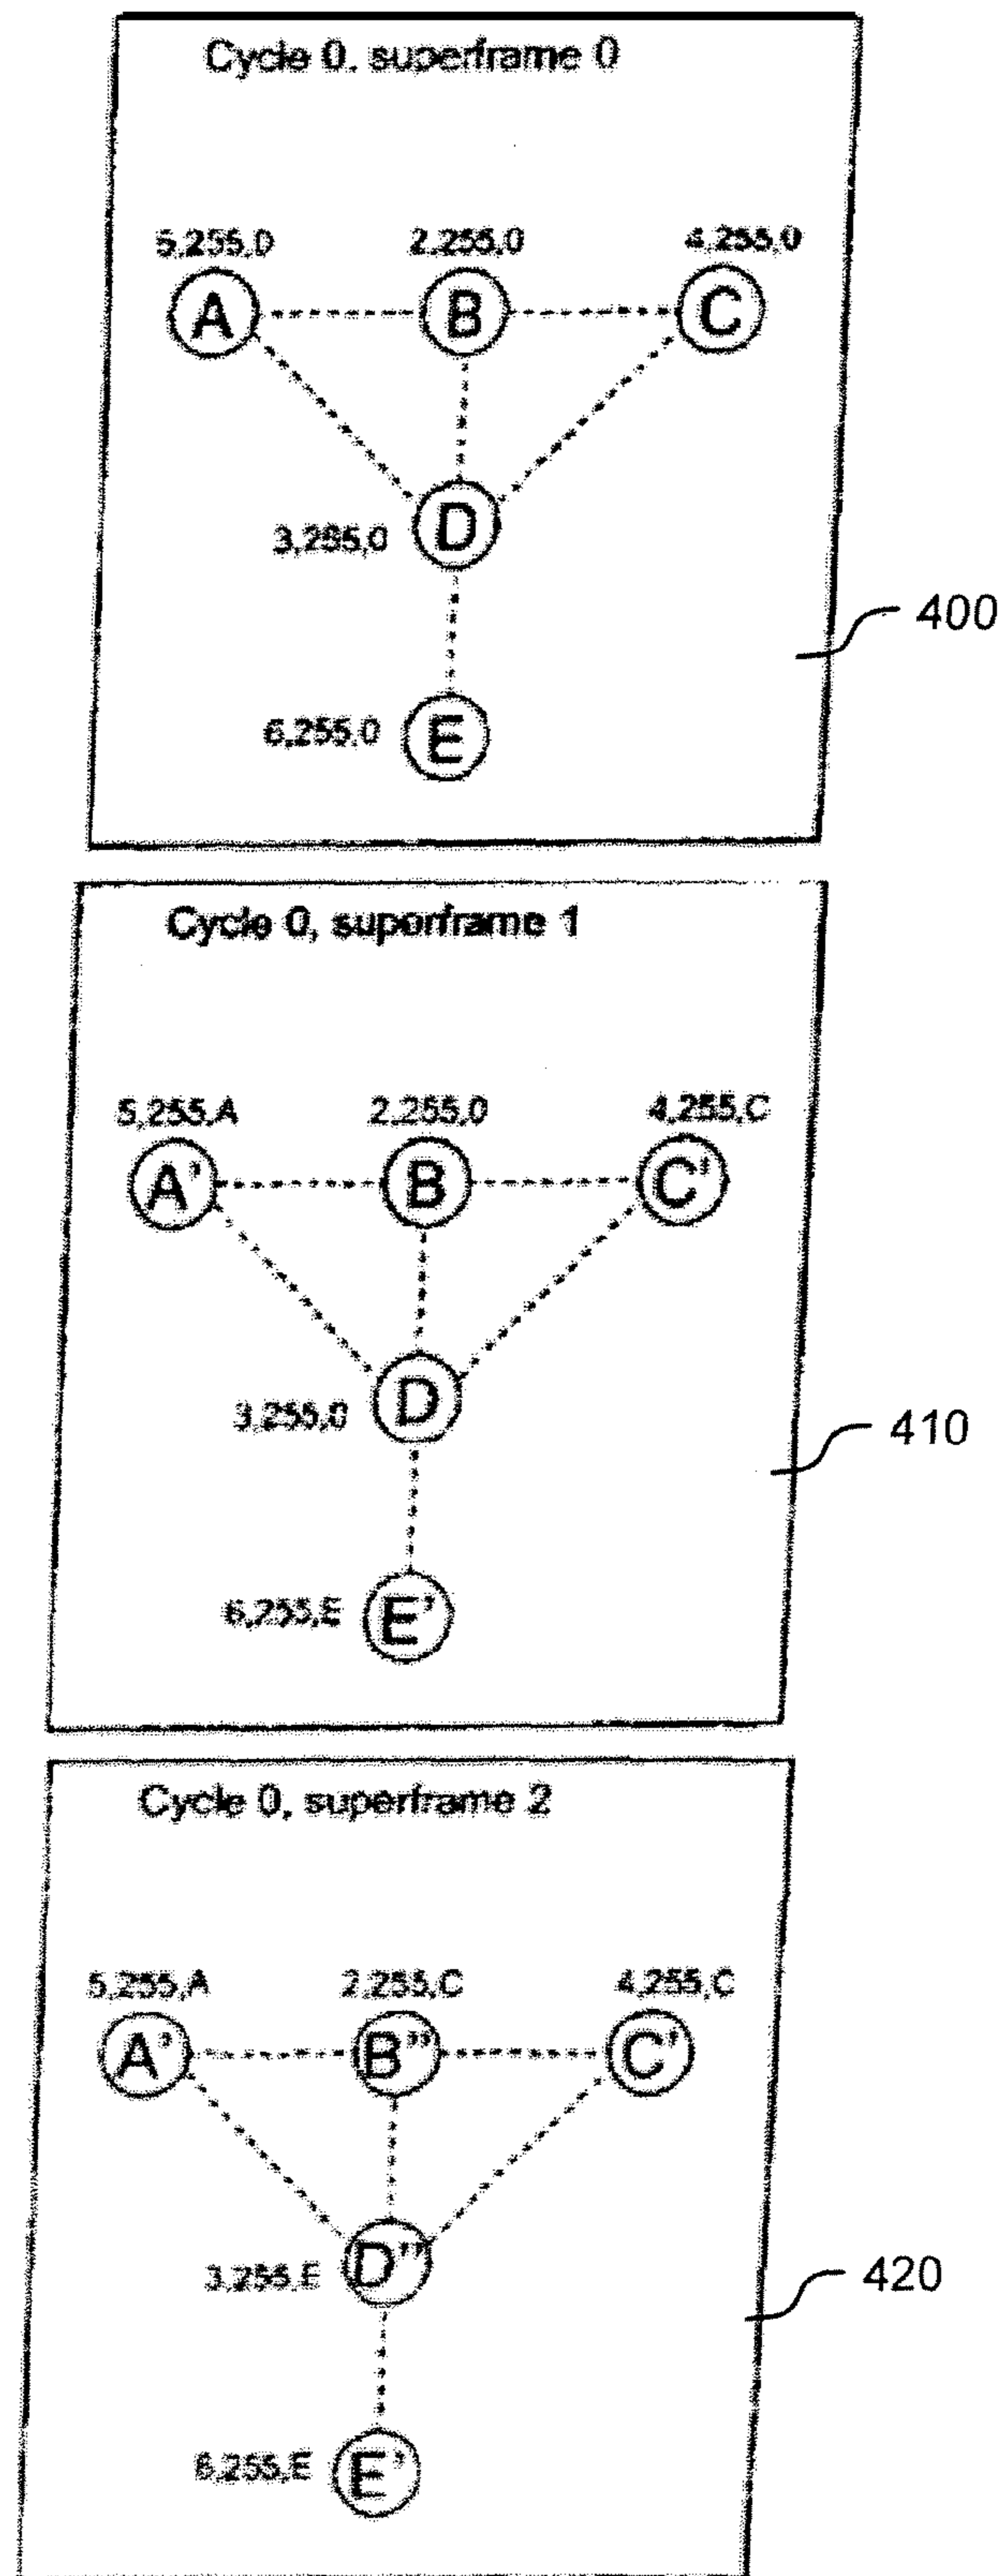 Cycle 0. superframe 0
5,255,0 2,255,0 4,255,0
A B C
D
3,255,0
400
6,255,0 E
Cycle 0, superframe 1
5,255,A 2,255,0 4,255,C
A' B C'
3,255,0 D
410
6,255,E E'
Cycle 0, superframe 2
5,255,A 2,255,C 4,255,C
A' B'' C'
3,255,E D''
420
6,255,E E'